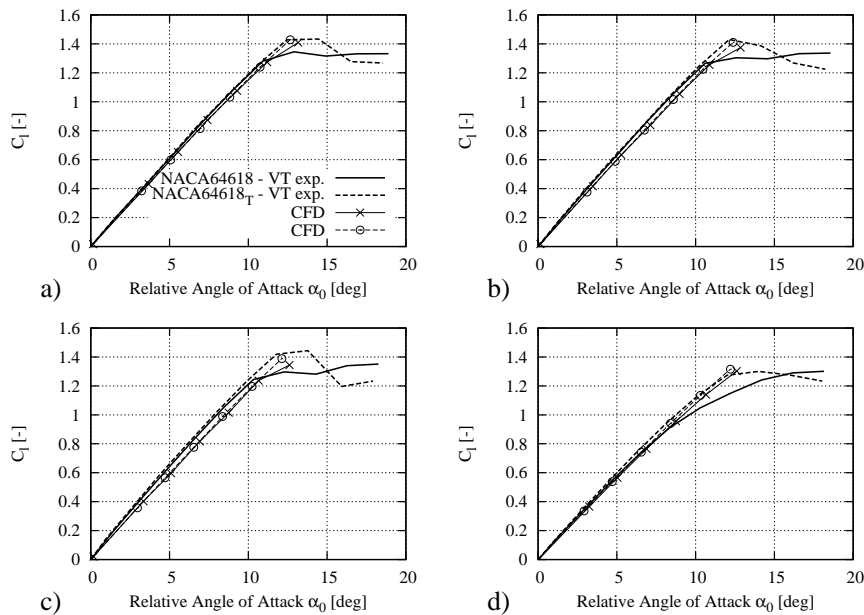 1.6
1.4
1.2
1
0.8
0.6
0.4
0.2
0
C_l [-]
NACA64618 - VT exp.
NACA64618_T - VT exp.
CFD
CFD
0 5 10 15 20
a) Relative Angle of Attack α_0 [deg]
1.6
1.4
1.2
1
0.8
0.6
0.4
0.2
0
C_l [-]
0 5 10 15 20
b) Relative Angle of Attack α_0 [deg]
1.6
1.4
1.2
1
0.8
0.6
0.4
0.2
0
C_l [-]
0 5 10 15 20
c) Relative Angle of Attack α_0 [deg]
1.6
1.4
1.2
1
0.8
0.6
0.4
0.2
0
C_l [-]
0 5 10 15 20
d) Relative Angle of Attack α_0 [deg]